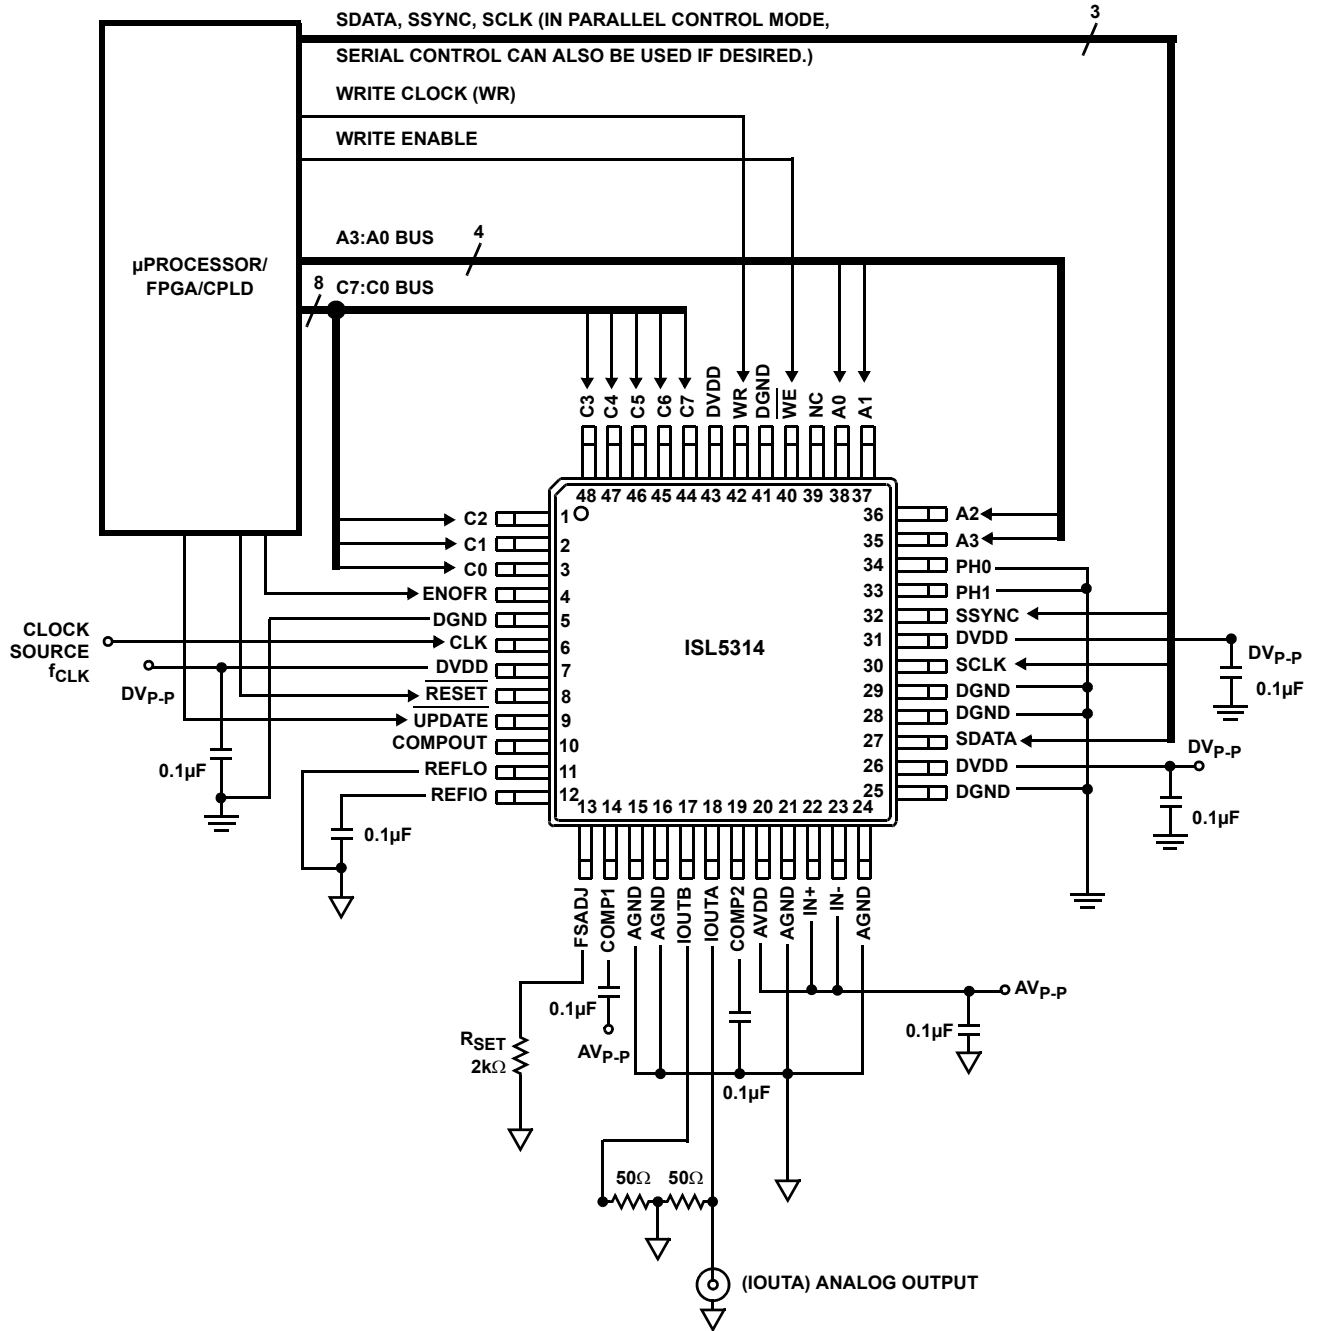 SDATA, SSYNC, SCLK (IN PARALLEL CONTROL MODE,
3
SERIAL CONTROL CAN ALSO BE USED IF DESIRED.)
WRITE CLOCK (WR)
WRITE ENABLE
A3:A0 BUS
4
µPROCESSOR/
FPGA/CPLD
8
C7:C0 BUS
C3
C4
C5
C6
C7
DVDD
WR
DGND
WE
NC
A0
A1
48 47 46 45 44 43 42 41 40 39 38 37
C2 1
C1 2
C0 3
ENOFR 4
DGND 5
CLK 6
DVDD 7
RESET 8
UPDATE 9
COMPOUT 10
REFLO 11
REFIO 12
CLOCK
SOURCE
fCLK
DVP-P
0.1µF
0.1µF
ISL5314
36 A2
35 A3
34 PH0
33 PH1
32 SSYNC
31 DVDD
30 SCLK
29 DGND
28 DGND
27 SDATA
26 DVDD
25 DGND
DVP-P
0.1µF
DVP-P
0.1µF
13 14 15 16 17 18 19 20 21 22 23 24
FSADJ
COMP1
AGND
AGND
IOUTB
IOUTA
COMP2
AVDD
AGND
IN+
IN-
AGND
0.1µF
AVP-P
RSET
2kΩ
0.1µF
AVP-P
0.1µF
50Ω 50Ω
(IOUTA) ANALOG OUTPUT